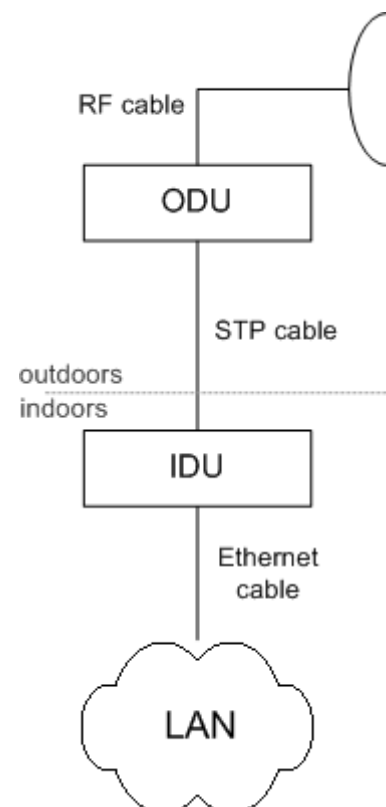 RF cable
ODU
STP cable
outdoors
indoors
IDU
Ethernet
cable
LAN